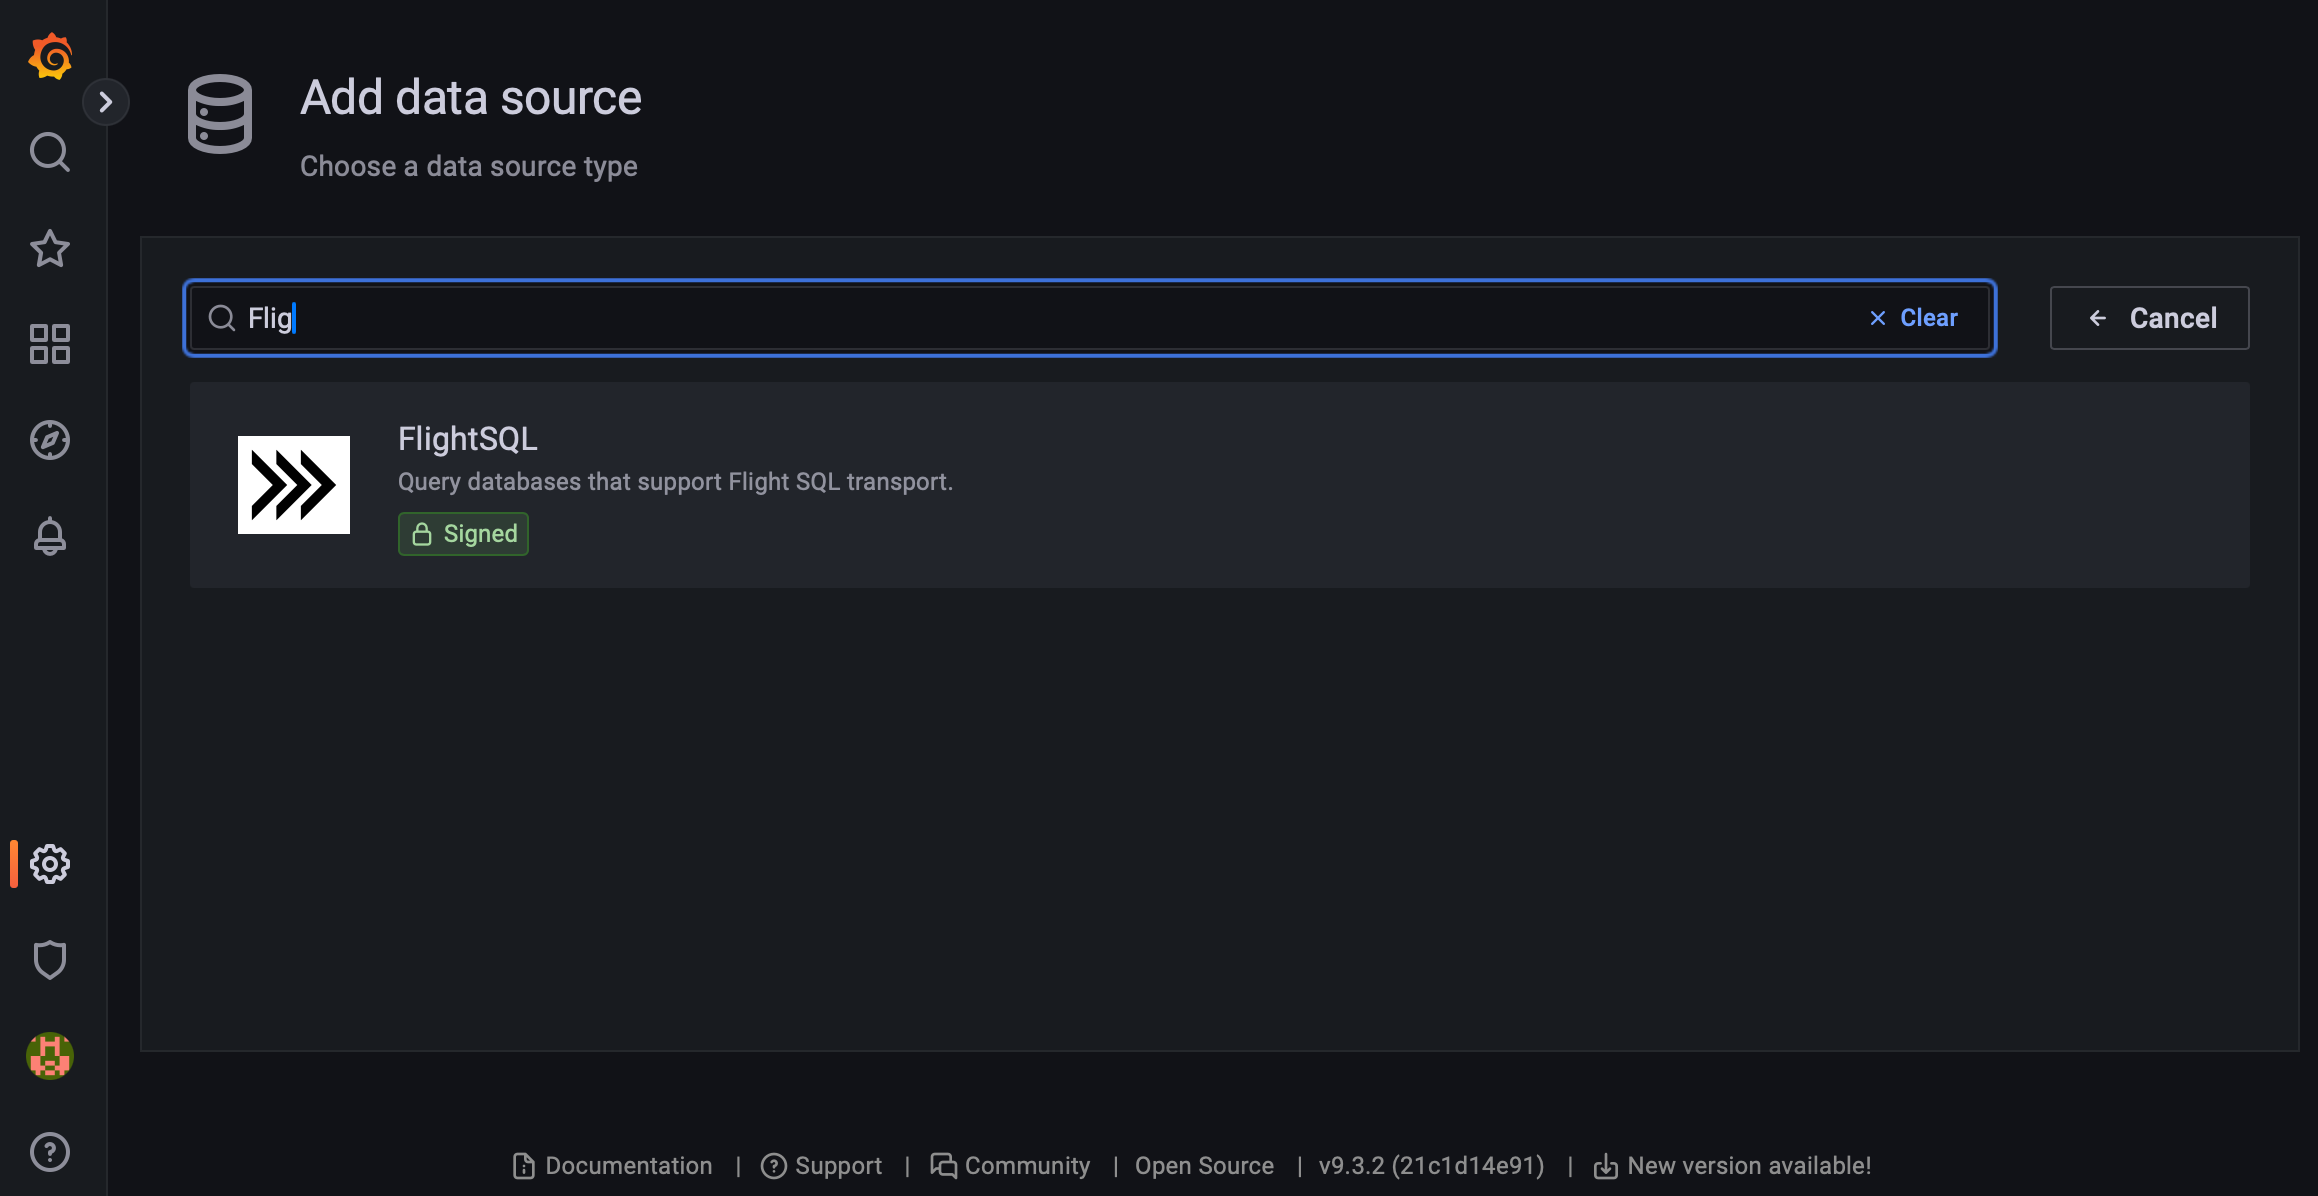 Add data source
Choose a data source type
Flig
Clear
Cancel
FlightSQL
Query databases that support Flight SQL transport.
Signed
Documentation | Support | Community | Open Source | v9.3.2 (21c1d14e91) | New version available!